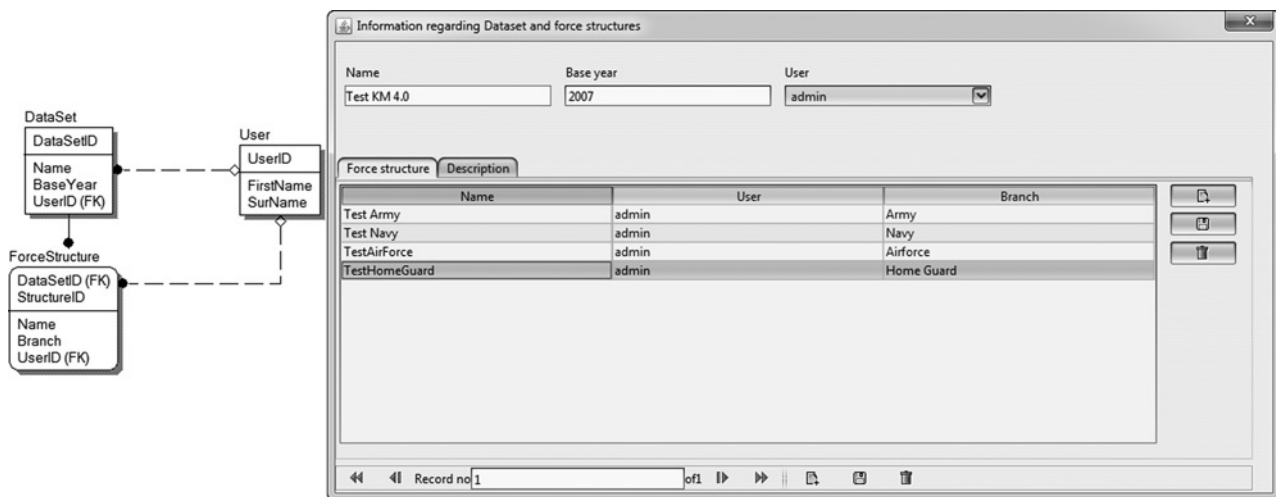 DataSet
DataSetID
Name
BaseYear
UserID (FK)
User
UserID
FirstName
SurName
ForceStructure
DataSetID (FK)
StructureID
Name
Branch
UserID (FK)
Information regarding Dataset and force structures
Name Base year User
Test KM 4.0 2007 admin
Force structure Description
Name User Branch
Test Army admin Army
Test Navy admin Navy
TestAirForce admin Airforce
TestHomeGuard admin Home Guard
Record no 1 of1